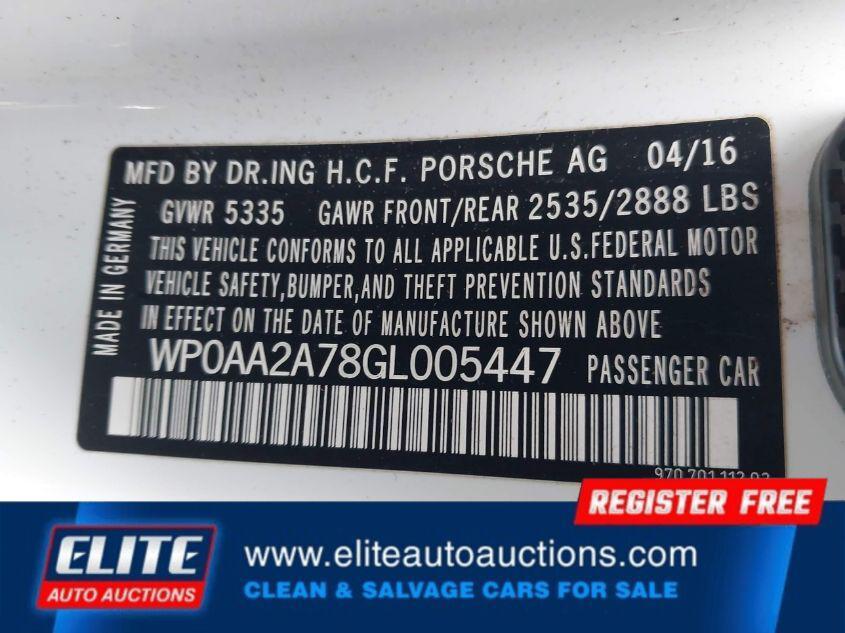 MFD BY DR.ING H.C.F. PORSCHE AG 04/16
GVWR 5335 GAWR FRONT/REAR 2535/2888 LBS
THIS VEHICLE CONFORMS TO ALL APPLICABLE U.S.FEDERAL MOTOR
VEHICLE SAFETY,BUMPER,AND THEFT PREVENTION STANDARDS
IN EFFECT ON THE DATE OF MANUFACTURE SHOWN ABOVE
WP0AA2A78GL005447 PASSENGER CAR
MADE IN GERMANY
970.701.112
REGISTER FREE
ELITE
AUTO AUCTIONS
www.eliteautoauctions.com
CLEAN & SALVAGE CARS FOR SALE